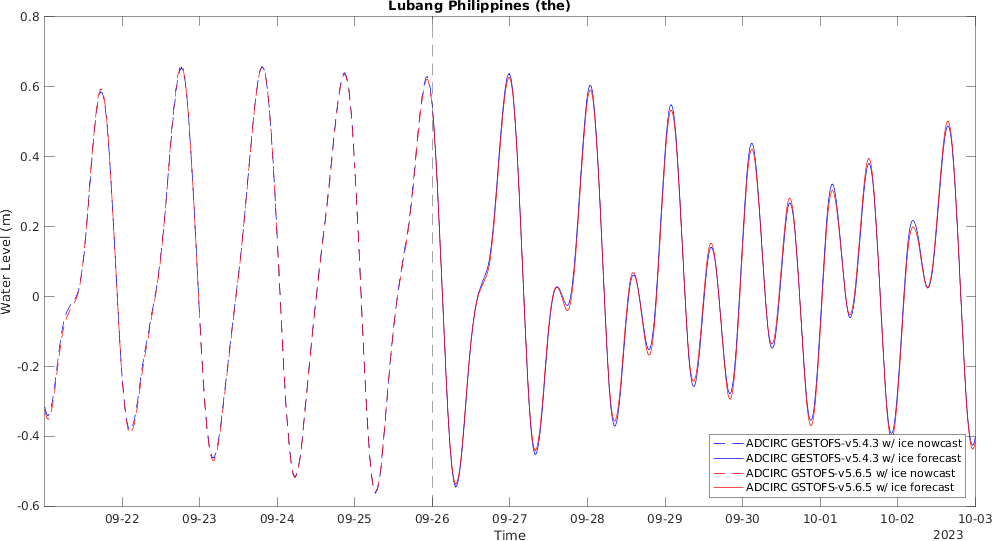 Lubang Philippines (the)
0.8
0.6
0.4
0.2
0
-0.2
-0.4
-0.6
Water Level (m)
ADCIRC GESTOFS-v5.4.3 w/ ice nowcast
ADCIRC GESTOFS-v5.4.3 w/ ice forecast
ADCIRC GSTOFS-v5.6.5 w/ ice nowcast
ADCIRC GSTOFS-v5.6.5 w/ ice forecast
09-22 09-23 09-24 09-25 09-26 09-27 09-28 09-29 09-30 10-01 10-02 10-03
Time
2023